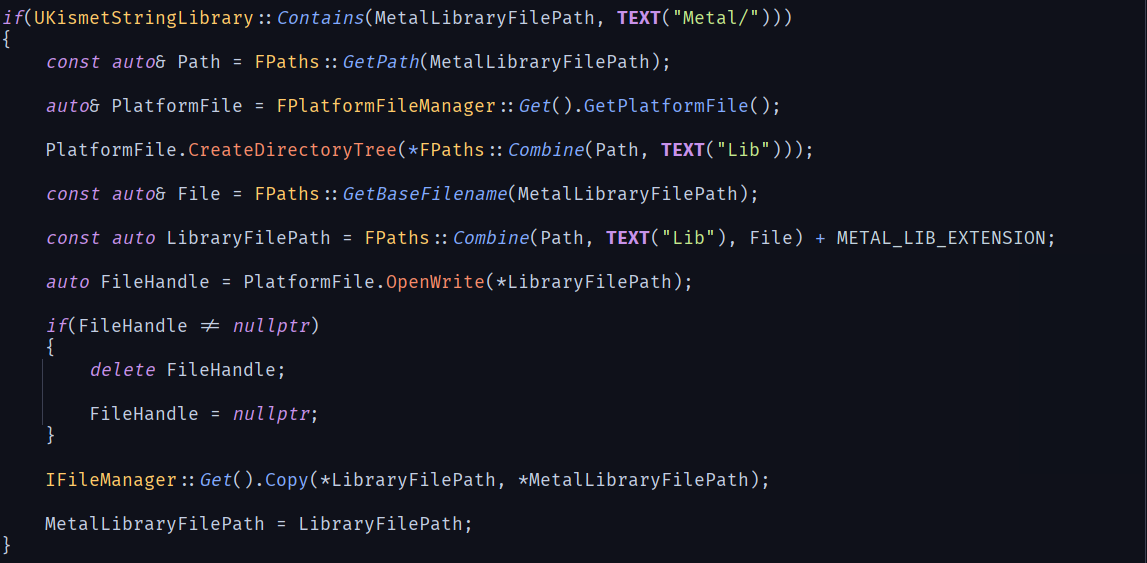 if(UKismetStringLibrary::Contains(MetalLibraryFilePath, TEXT("Metal/")))
{
    const auto& Path = FPaths::GetPath(MetalLibraryFilePath);
    auto& PlatformFile = FPlatformFileManager::Get().GetPlatformFile();
    PlatformFile.CreateDirectoryTree(*FPaths::Combine(Path, TEXT("Lib")));
    const auto& File = FPaths::GetBaseFilename(MetalLibraryFilePath);
    const auto LibraryFilePath = FPaths::Combine(Path, TEXT("Lib"), File) + METAL_LIB_EXTENSION;
    auto FileHandle = PlatformFile.OpenWrite(*LibraryFilePath);
    if(FileHandle != nullptr)
    {
        delete FileHandle;
        FileHandle = nullptr;
    }
    IFileManager::Get().Copy(*LibraryFilePath, *MetalLibraryFilePath);
    MetalLibraryFilePath = LibraryFilePath;
}